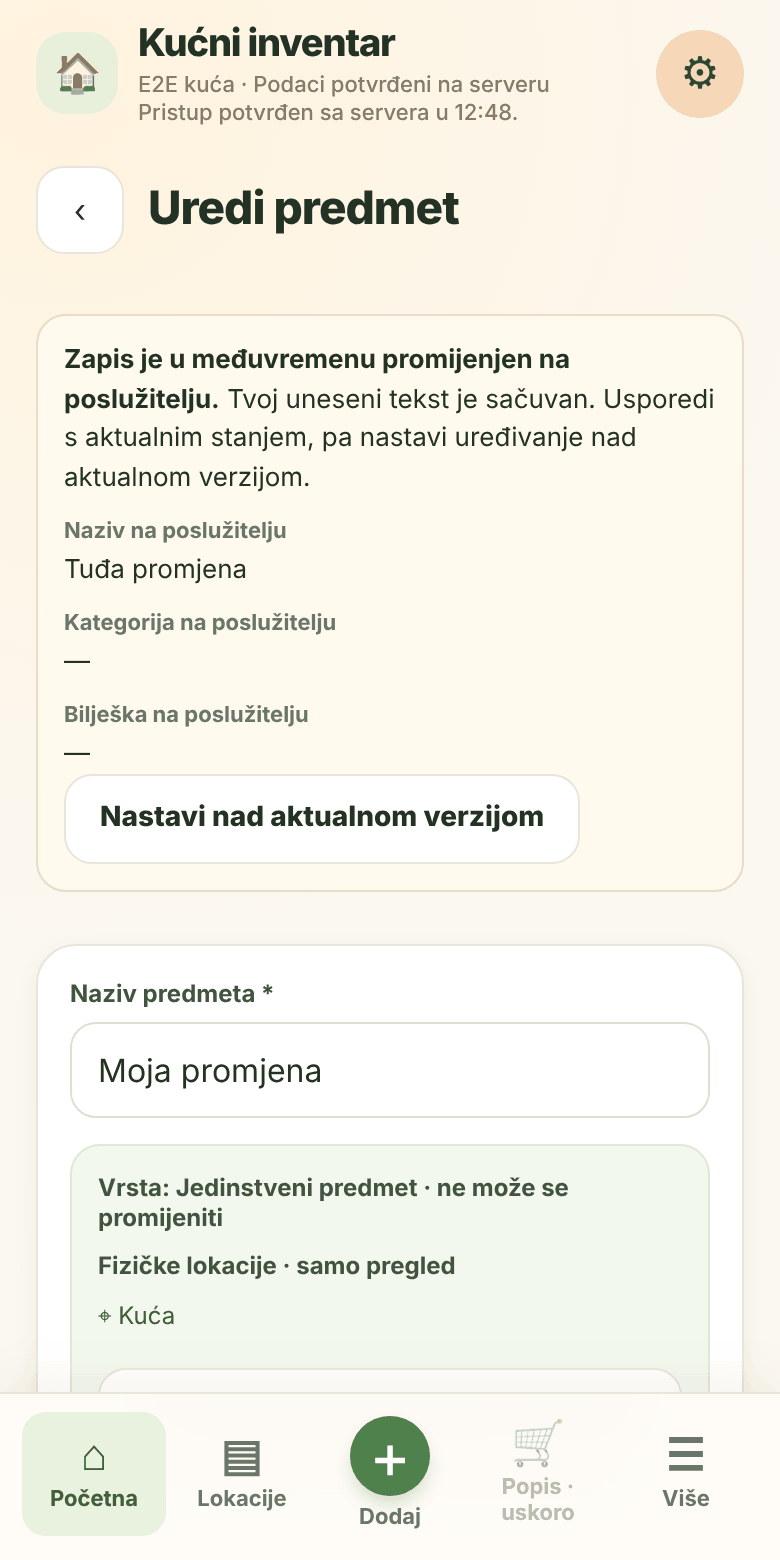 Kućni inventar
E2E kuća · Podaci potvrđeni na serveru
Pristup potvrđen sa servera u 12:48.
Uredi predmet
Zapis je u međuvremenu promijenjen na
poslužitelju. Tvoj uneseni tekst je sačuvan. Usporedi
s aktualnim stanjem, pa nastavi uređivanje nad
aktualnom verzijom.
Naziv na poslužitelju
Tuđa promjena
Kategorija na poslužitelju
—
Bilješka na poslužitelju
—
Nastavi nad aktualnom verzijom
Naziv predmeta *
Moja promjena
Vrsta: Jedinstveni predmet · ne može se
promijeniti
Fizičke lokacije · samo pregled
⌖ Kuća
Početna
Lokacije
Dodaj
Popis ·
uskoro
Više